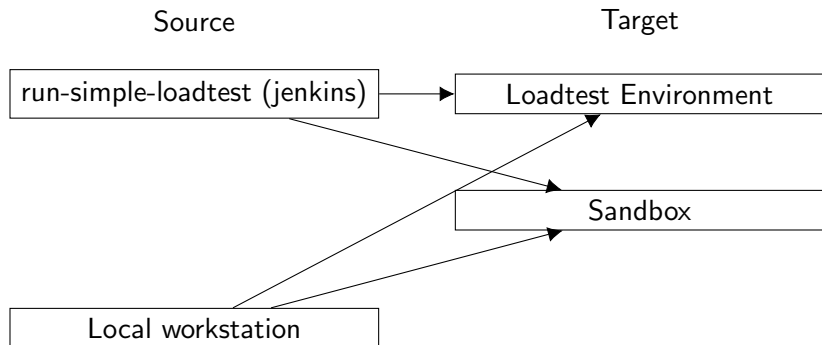 Source
Target
run-simple-loadtest (jenkins)
Loadtest Environment
Sandbox
Local workstation